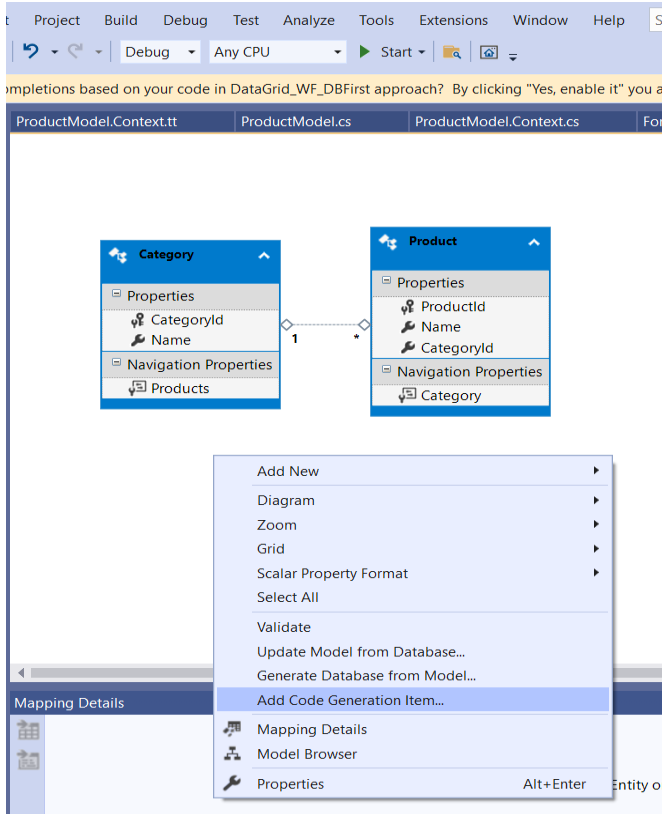 Project Build Debug Test Analyze Tools Extensions Window Help
Debug Any CPU Start
ompletions based on your code in DataGrid_WF_DBFirst approach? By clicking "Yes, enable it" you a
ProductModel.Context.tt ProductModel.cs ProductModel.Context.cs For
Category
Properties
CategoryId
Name
Navigation Properties
Products
1 *
Product
Properties
ProductId
Name
CategoryId
Navigation Properties
Category
Add New
Diagram
Zoom
Grid
Scalar Property Format
Select All
Validate
Update Model from Database...
Generate Database from Model...
Add Code Generation Item...
Mapping Details
Model Browser
Properties Alt+Enter
Mapping Details
Entity o